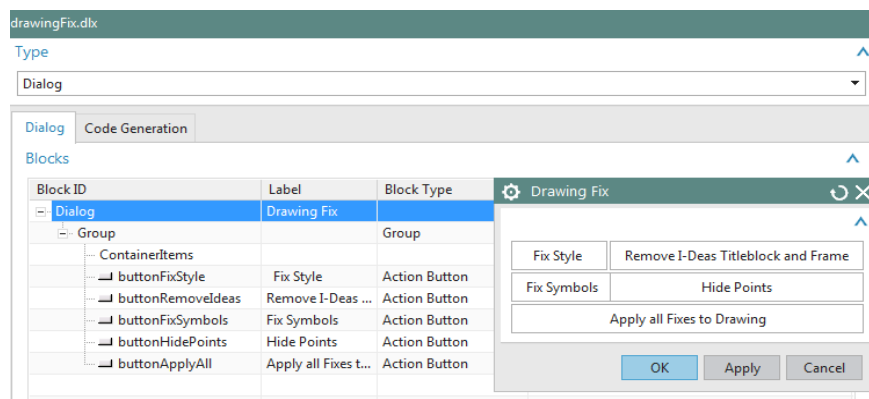 drawingFix.dlx
Type
Dialog
Dialog Code Generation
Blocks
Block ID Label Block Type
Dialog Drawing Fix
Group Group
ContainerItems
buttonFixStyle Fix Style Action Button
buttonRemoveIdeas Remove I-Deas ... Action Button
buttonFixSymbols Fix Symbols Action Button
buttonHidePoints Hide Points Action Button
buttonApplyAll Apply all Fixes t... Action Button
Drawing Fix
Fix Style Remove I-Deas Titleblock and Frame
Fix Symbols Hide Points
Apply all Fixes to Drawing
OK Apply Cancel